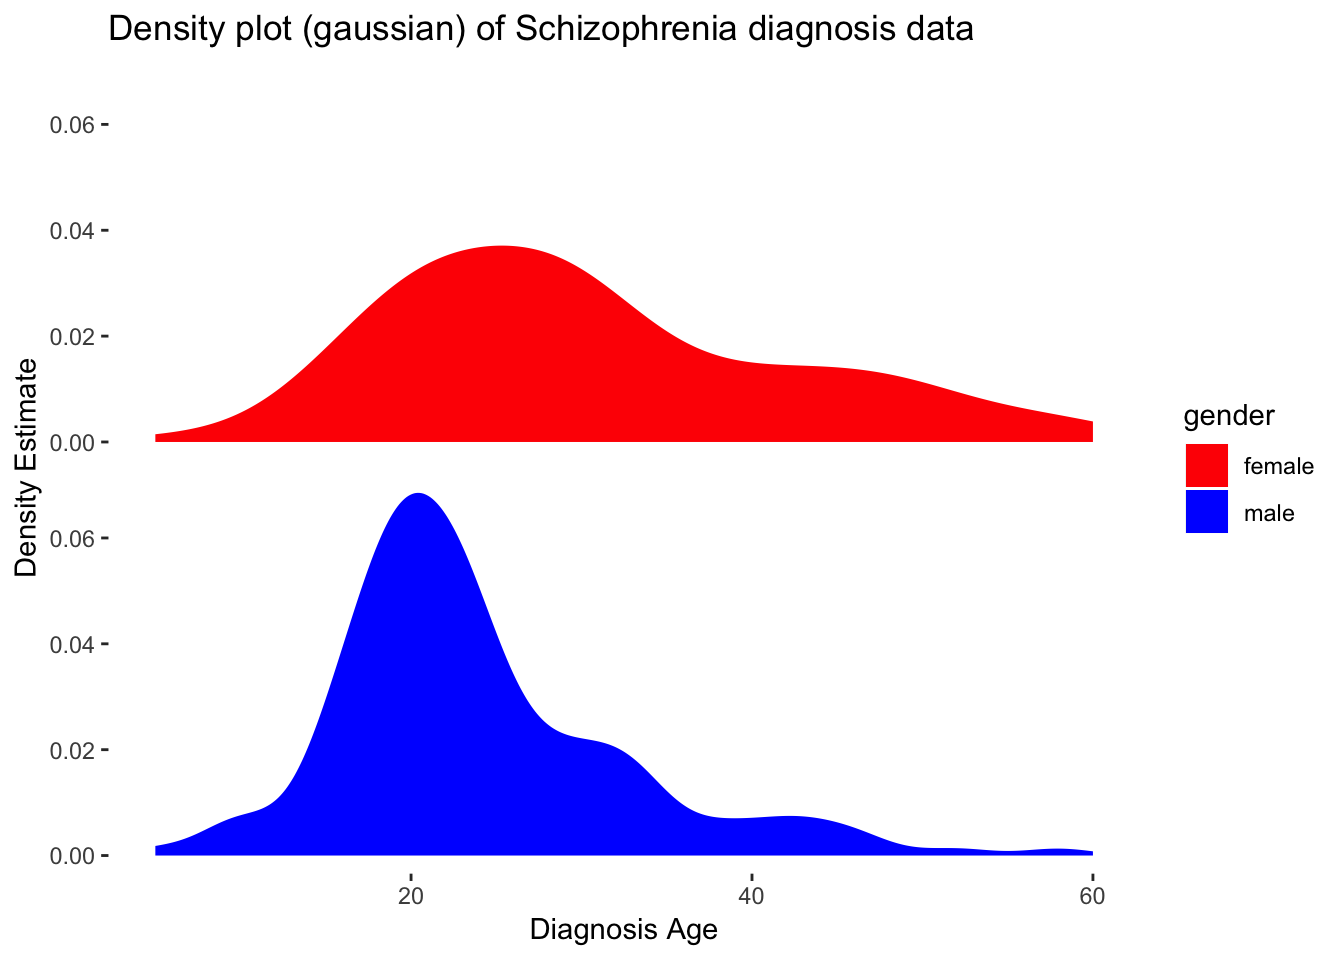 Density plot (gaussian) of Schizophrenia diagnosis data
0.06
0.04
0.02
0.00
0.06
0.04
0.02
0.00
Density Estimate
20 40 60
Diagnosis Age
gender
female
male